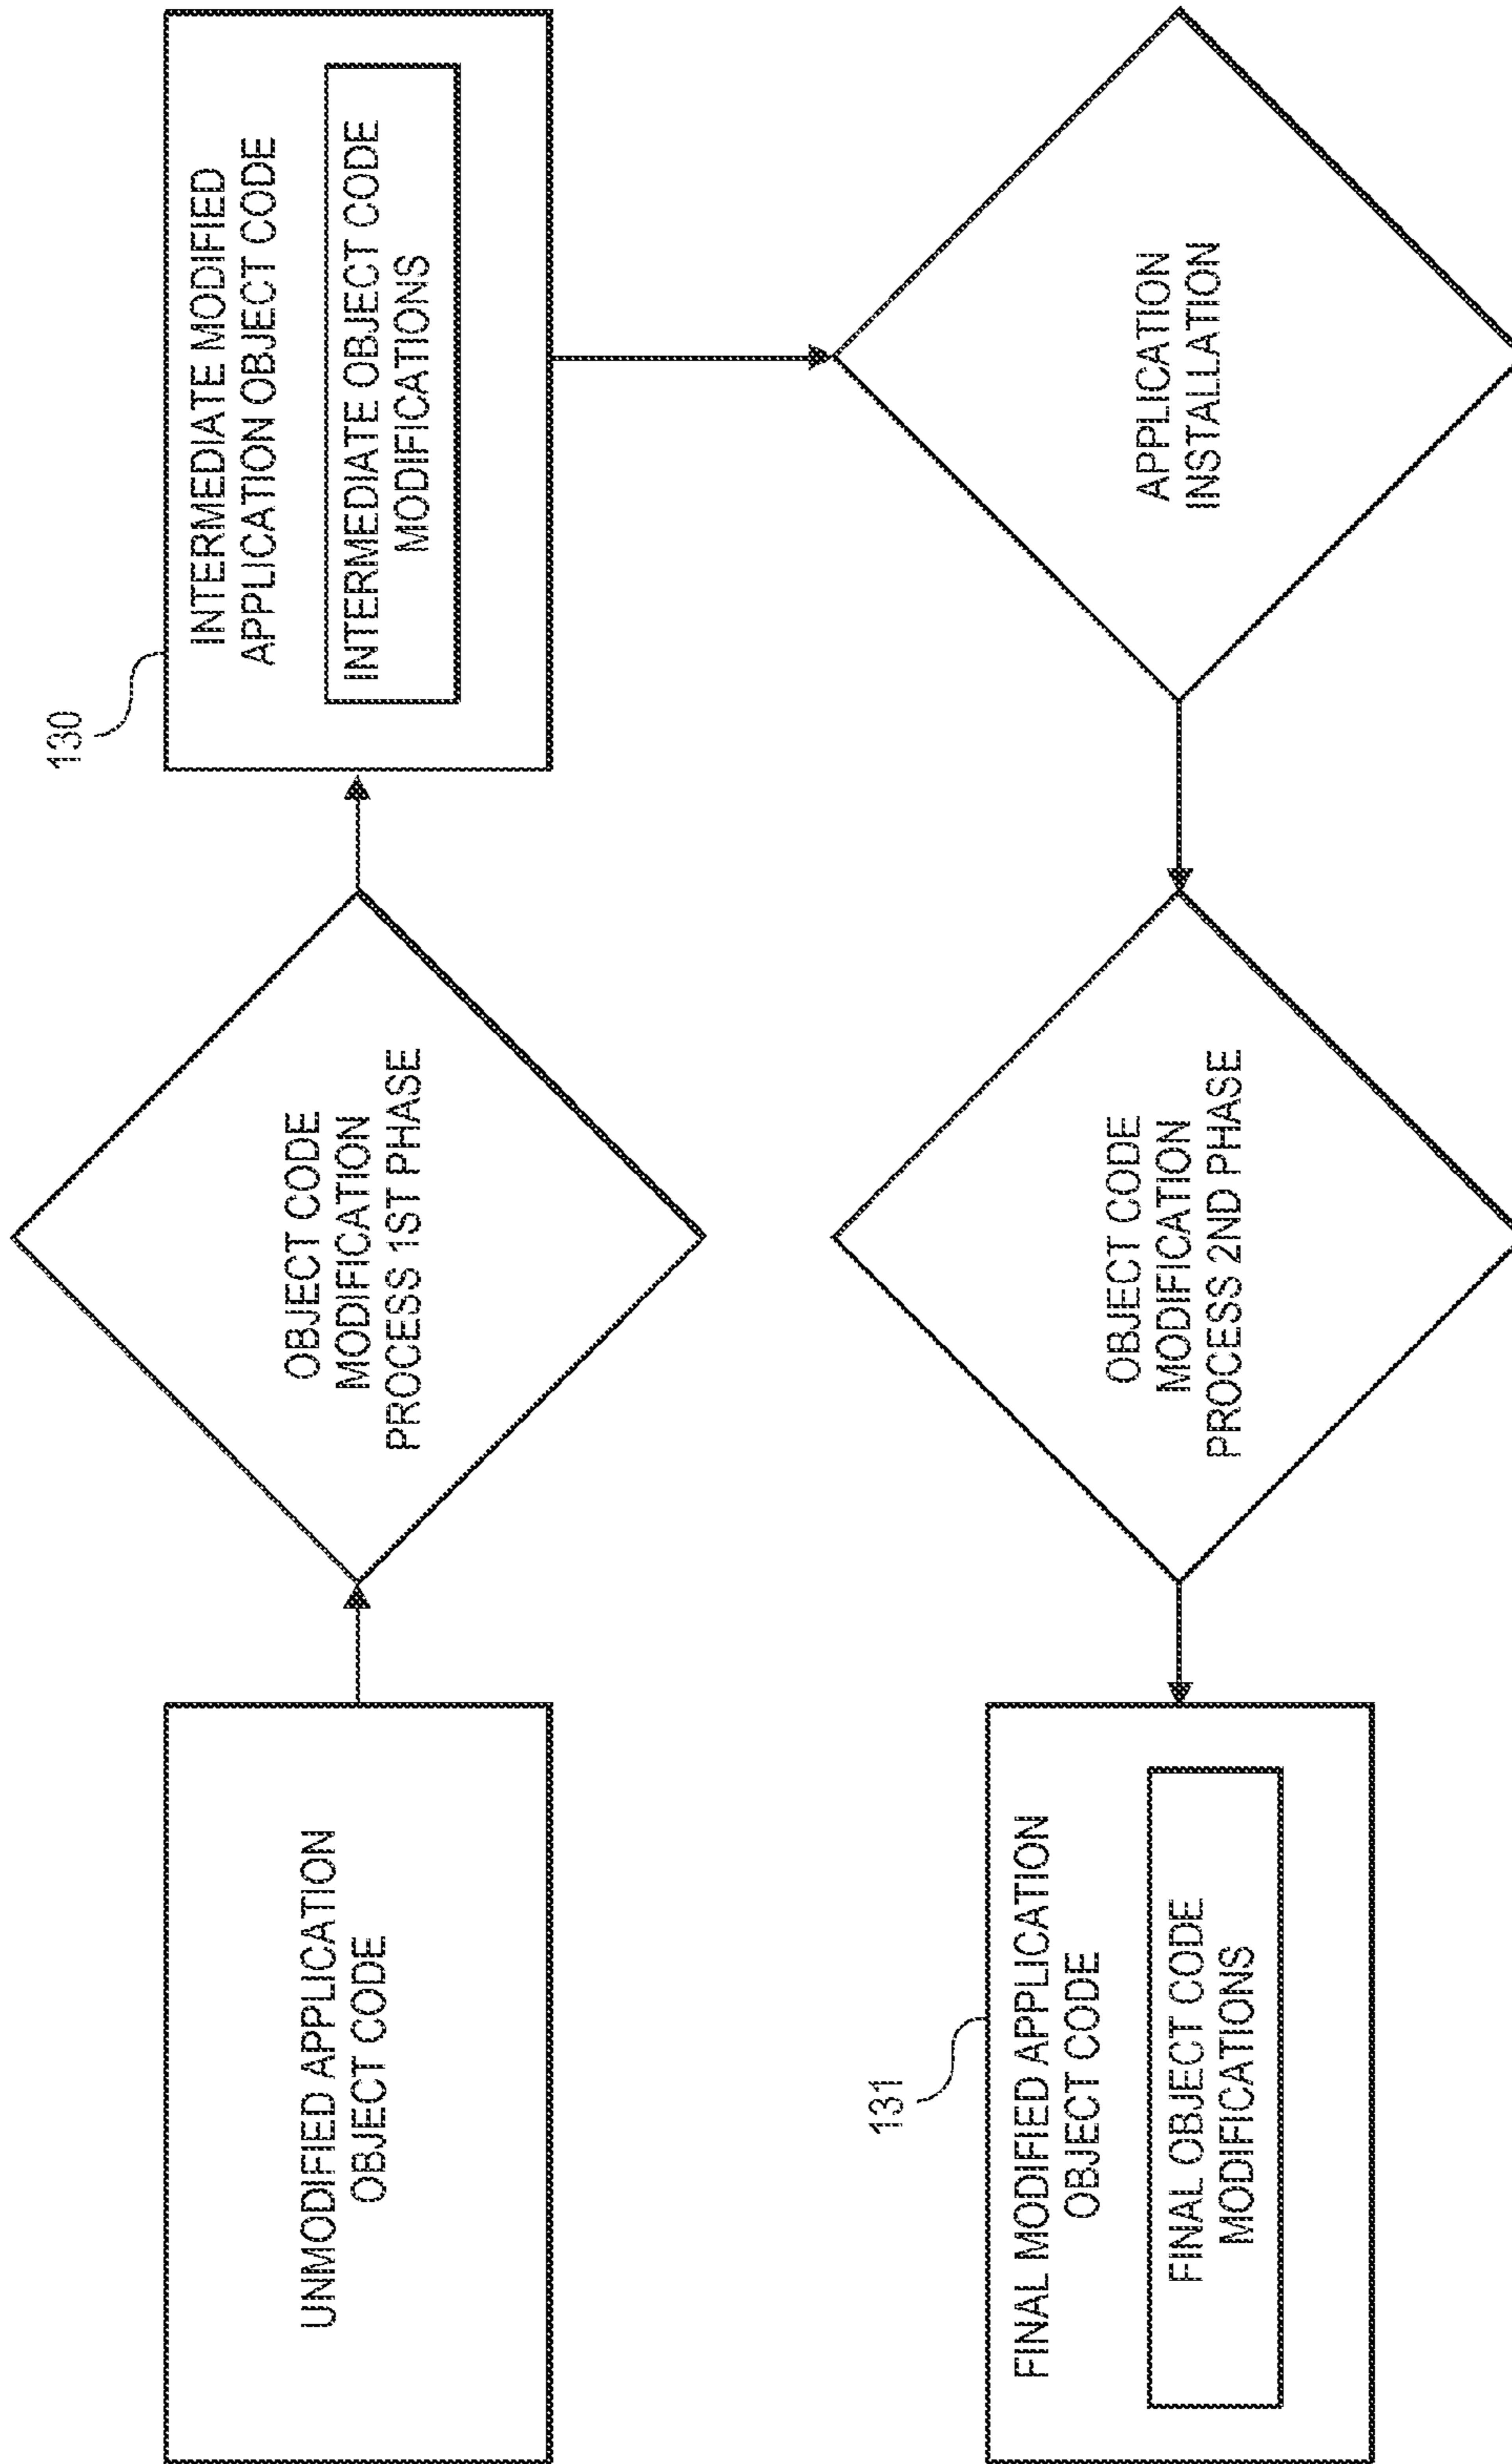 UNMODIFIED APPLICATION
OBJECT CODE
OBJECT CODE
MODIFICATION
PROCESS 1ST PHASE
130
INTERMEDIATE MODIFIED
APPLICATION OBJECT CODE
INTERMEDIATE OBJECT CODE
MODIFICATIONS
APPLICATION
INSTALLATION
OBJECT CODE
MODIFICATION
PROCESS 2ND PHASE
131
FINAL MODIFIED APPLICATION
OBJECT CODE
FINAL OBJECT CODE
MODIFICATIONS